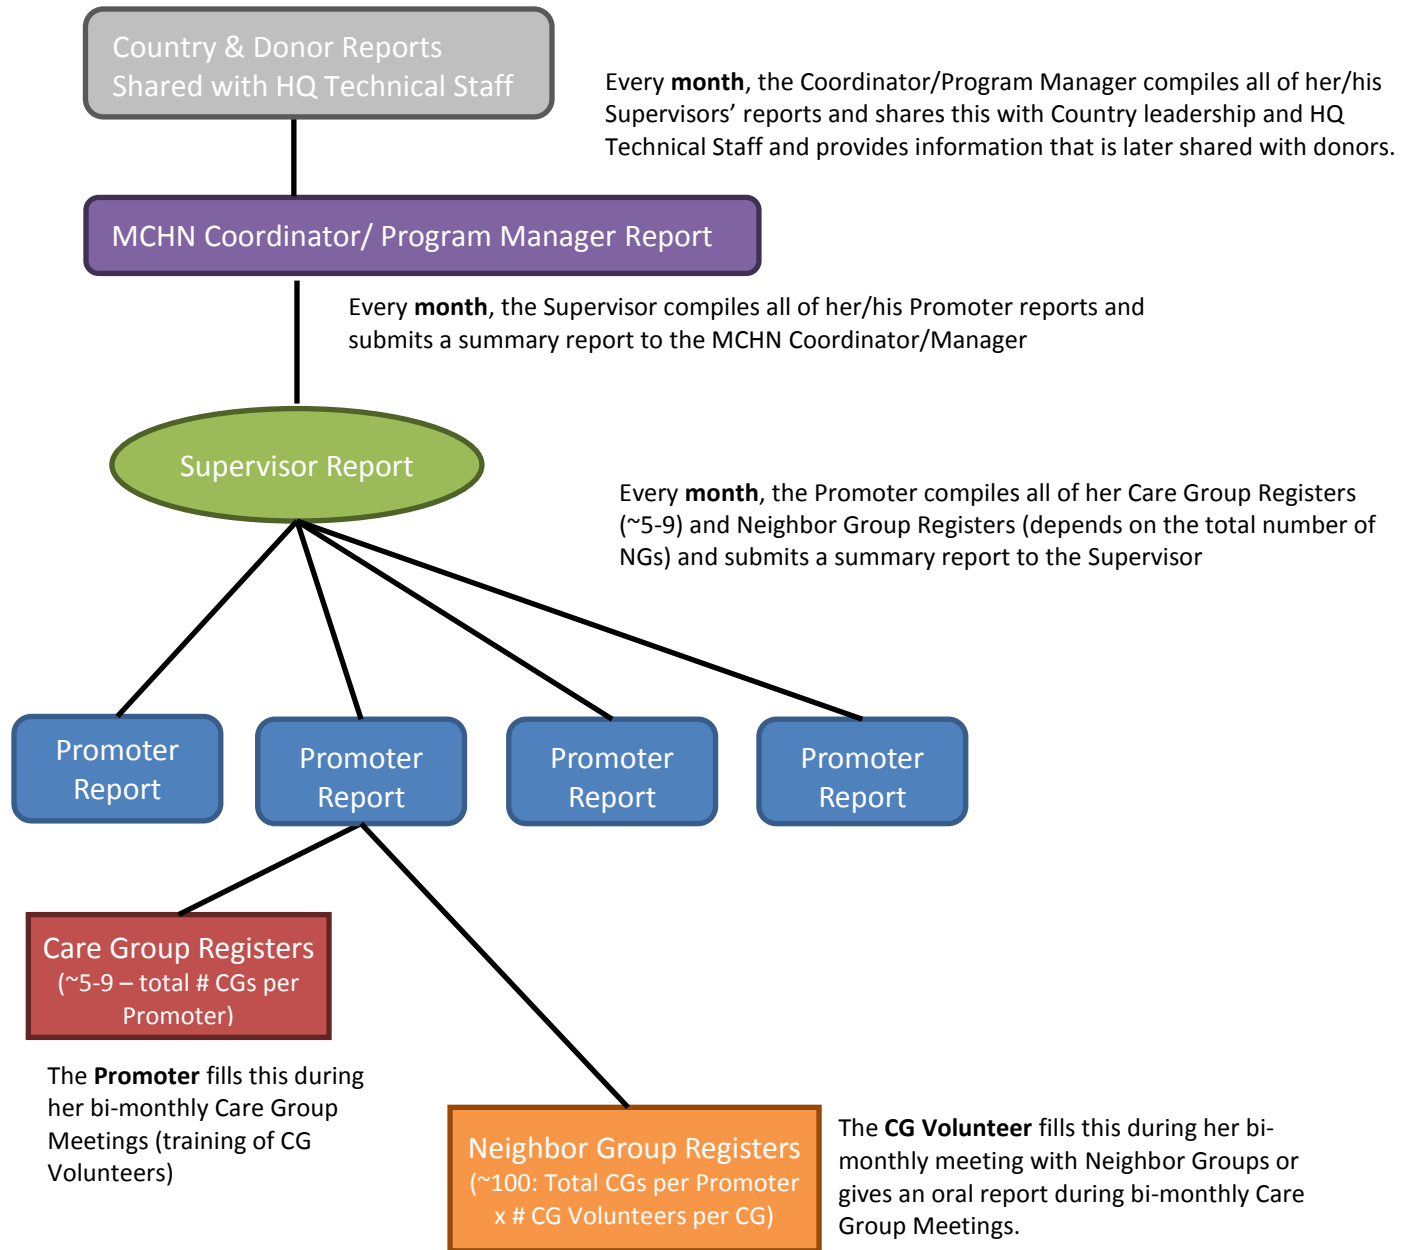 Country & Donor Reports
Shared with HQ Technical Staff
Every month, the Coordinator/Program Manager compiles all of her/his
Supervisors’ reports and shares this with Country leadership and HQ
Technical Staff and provides information that is later shared with donors.
MCHN Coordinator/ Program Manager Report
Every month, the Supervisor compiles all of her/his Promoter reports and
submits a summary report to the MCHN Coordinator/Manager
Supervisor Report
Every month, the Promoter compiles all of her Care Group Registers
(~5-9) and Neighbor Group Registers (depends on the total number of
NGs) and submits a summary report to the Supervisor
Promoter
Report
Promoter
Report
Promoter
Report
Promoter
Report
Care Group Registers
(~5-9 – total # CGs per
Promoter)
The Promoter fills this during
her bi-monthly Care Group
Meetings (training of CG
Volunteers)
Neighbor Group Registers
(~100: Total CGs per Promoter
x # CG Volunteers per CG)
The CG Volunteer fills this during her bi-
monthly meeting with Neighbor Groups or
gives an oral report during bi-monthly Care
Group Meetings.